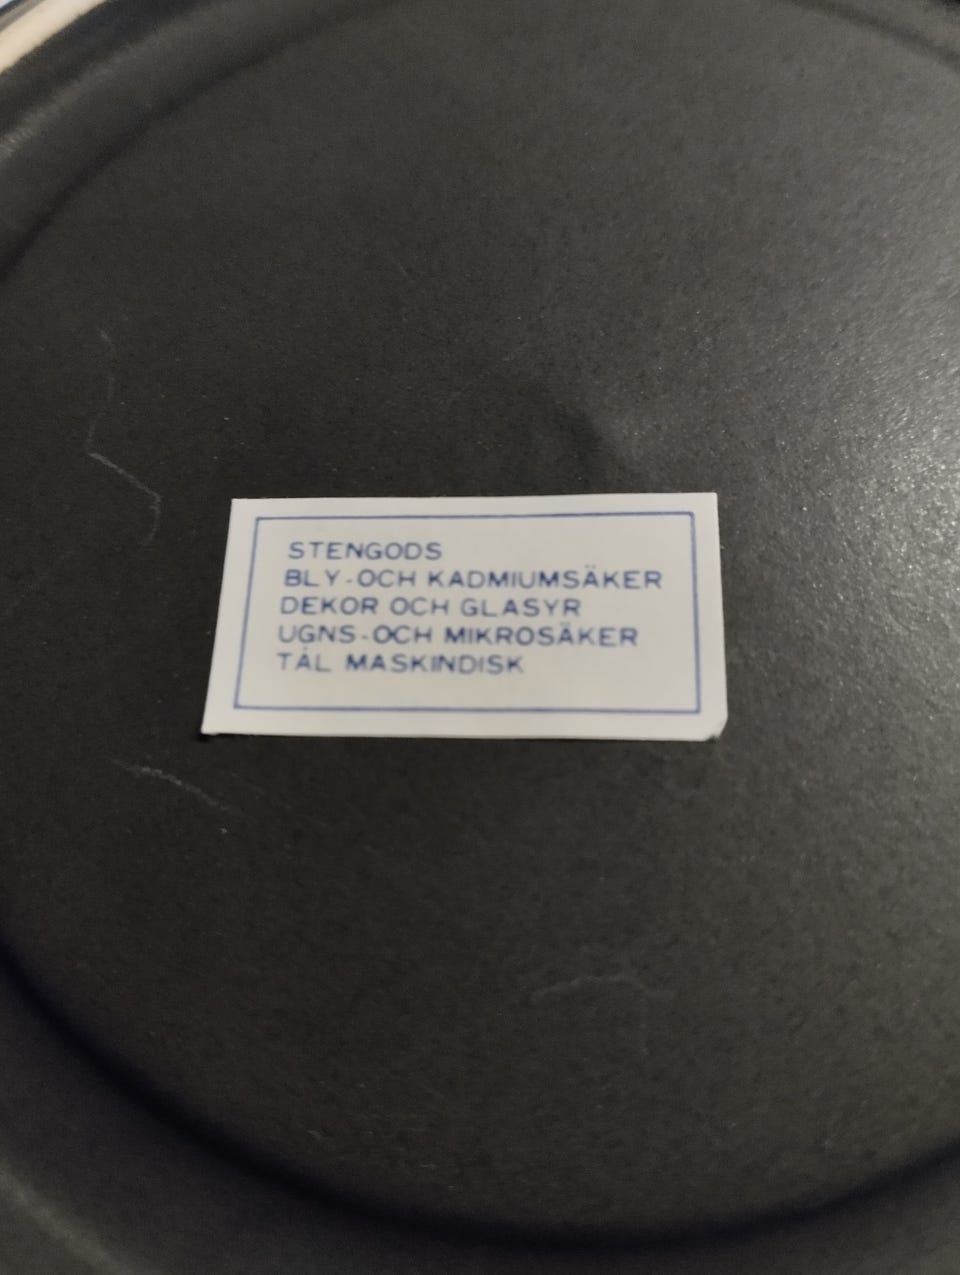 STENGODS
BLY-OCH KADMIUMSÄKER
DEKOR OCH GLASYR
UGNS-OCH MIKROSÄKER
TÅL MASKINDISK